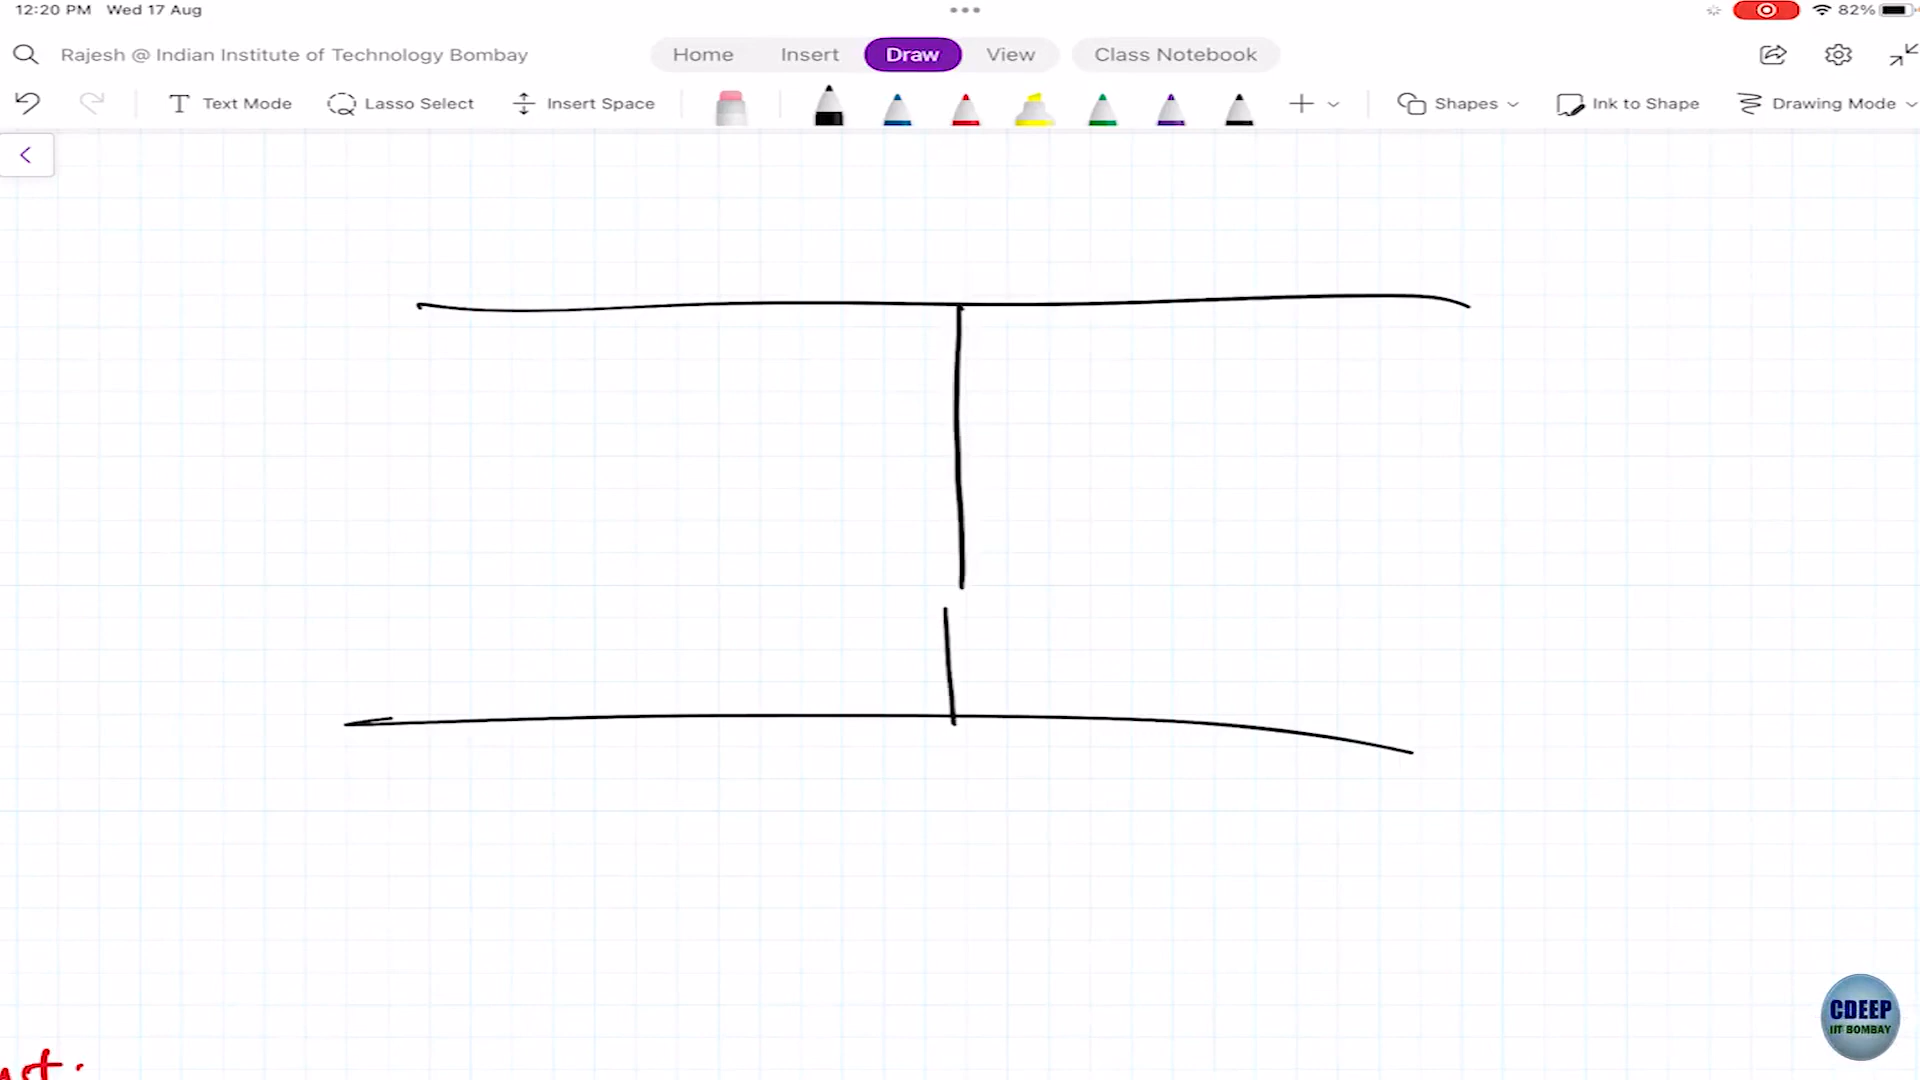 12:20 PM Wed 17 Aug
82%
Rajesh @ Indian Institute of Technology Bombay
Home Insert Draw View Class Notebook
Text Mode Lasso Select Insert Space Shapes Ink to Shape Drawing Mode
CDEEP
IIT BOMBAY